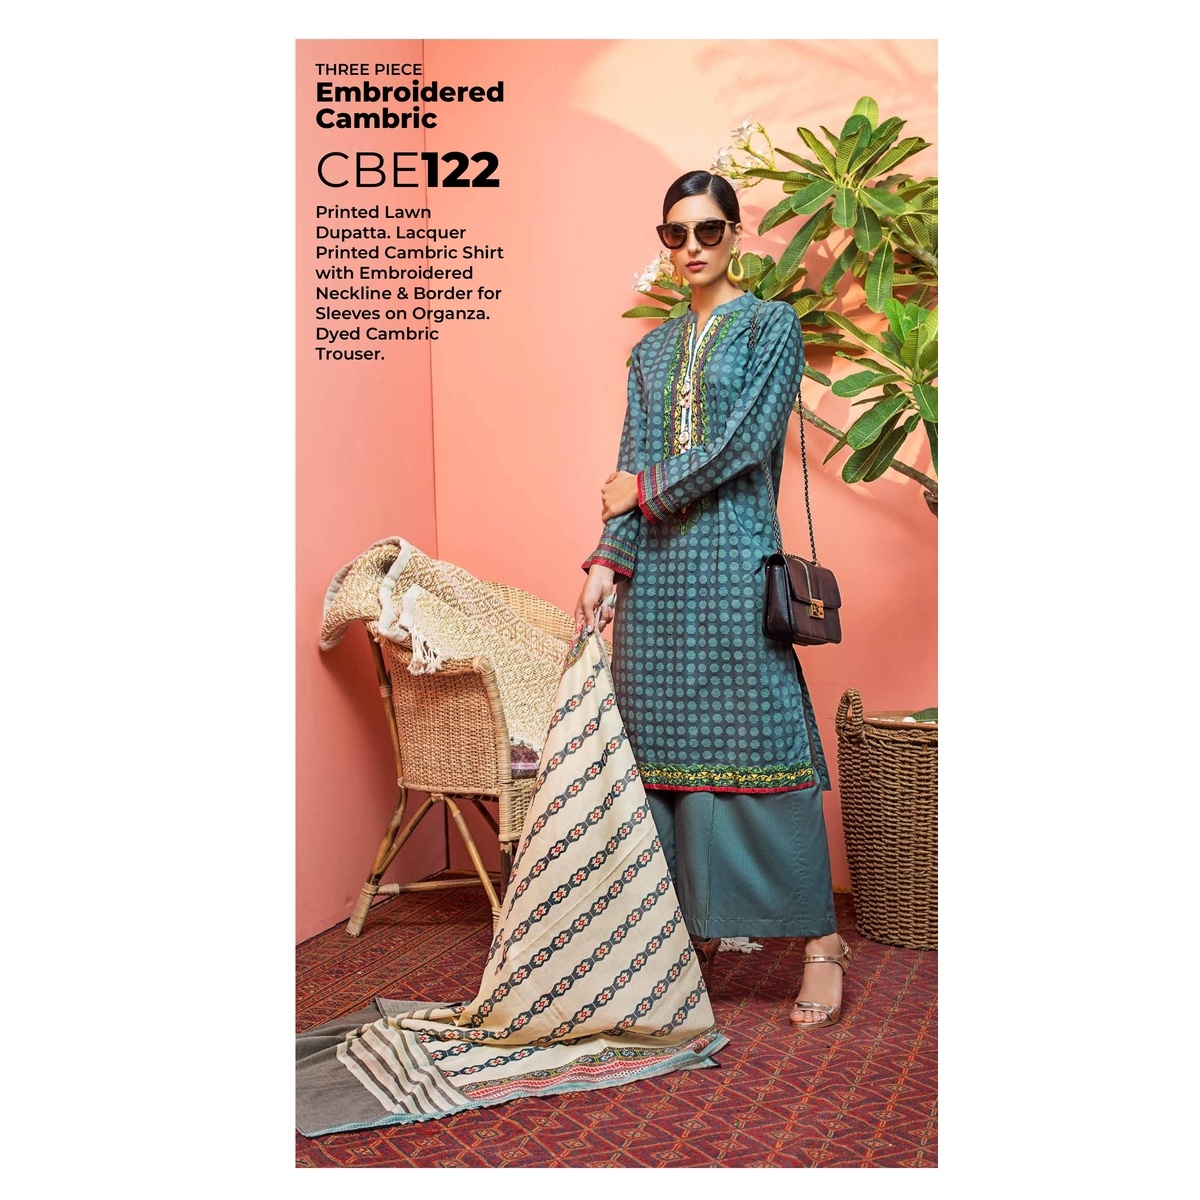 THREE PIECE
Embroidered
Cambric
CBE122
Printed Lawn
Dupatta. Lacquer
Printed Cambric Shirt
with Embroidered
Neckline & Border for
Sleeves on Organza.
Dyed Cambric
Trouser.